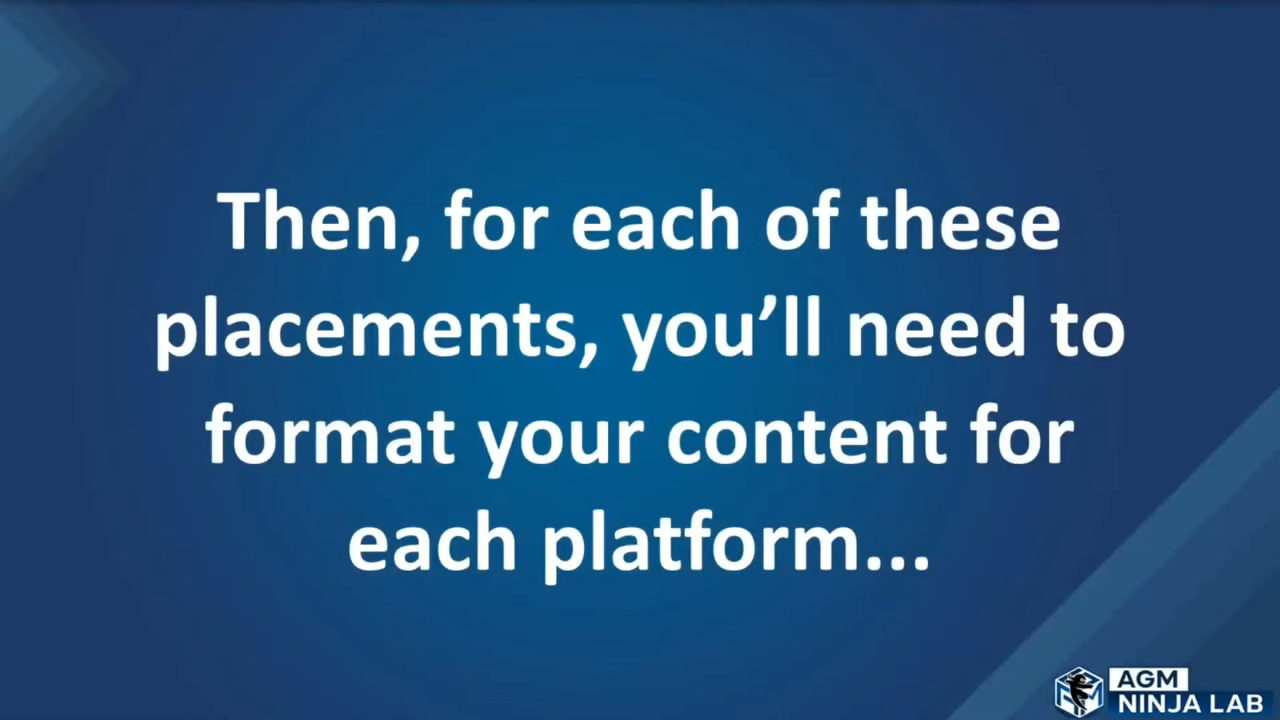 Then, for each of these
placements, you’ll need to
format your content for
each platform...
AGM
NINJA LAB